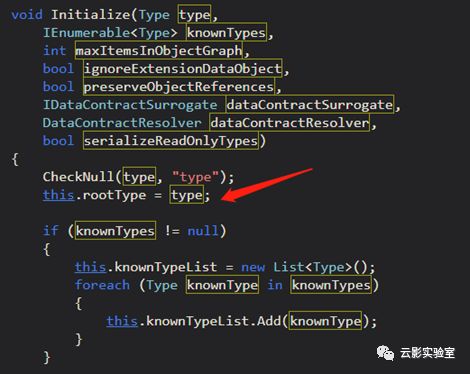 void Initialize(Type type,
IEnumerable<Type> knownTypes,
int maxItemsInObjectGraph,
bool ignoreExtensionDataObject,
bool preserveObjectReferences,
IDataContractSurrogate dataContractSurrogate,
DataContractResolver dataContractResolver,
bool serializeReadOnlyTypes)
{
CheckNull(type, "type");
this.rootType = type;
if (knownTypes != null)
{
this.knownTypeList = new List<Type>();
foreach (Type knownType in knownTypes)
{
this.knownTypeList.Add(knownType);
}
}
云影实验室